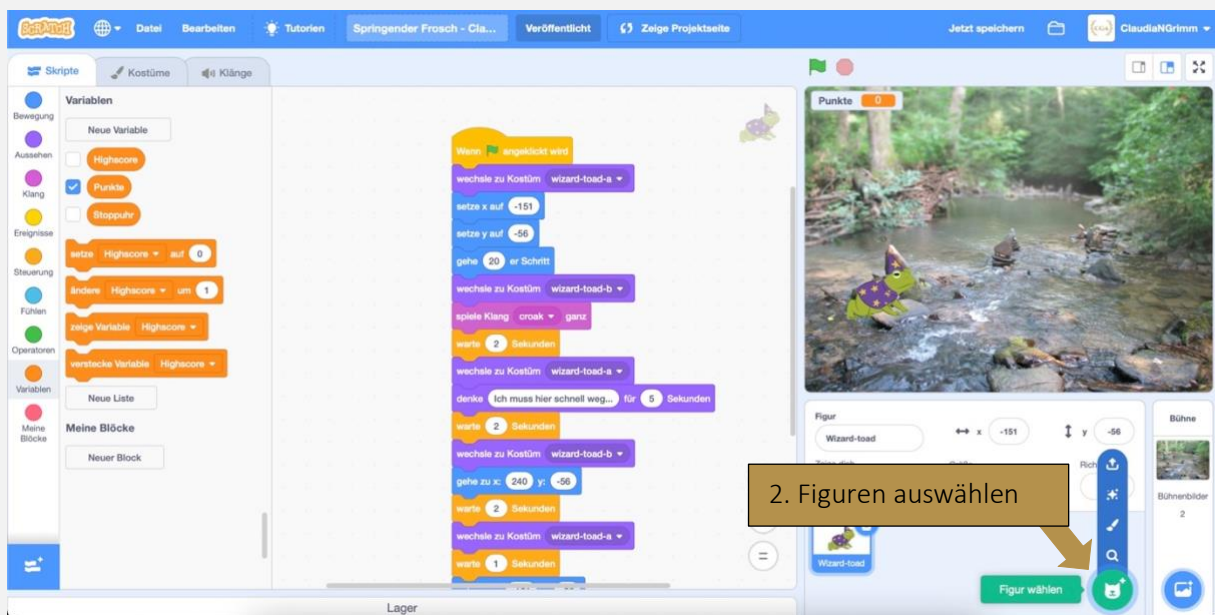 SCRATCH
Datei
Bearbeiten
Tutorien
Springender Frosch - Cla...
Veröffentlicht
Zeige Projektseite
Jetzt speichern
ClaudiaNGrimm
Skripte
Kostüme
Klänge
Bewegung
Aussehen
Klang
Ereignisse
Steuerung
Fühlen
Operatoren
Variablen
Meine
Blöcke
Variablen
Neue Variable
Highscore
Punkte
Stoppuhr
setze Highscore auf 0
ändere Highscore um 1
zeige Variable Highscore
verstecke Variable Highscore
Neue Liste
Meine Blöcke
Neuer Block
Wenn angeklickt wird
wechsle zu Kostüm wizard-toad-a
setze x auf -151
setze y auf -56
gehe 20 er Schritt
wechsle zu Kostüm wizard-toad-b
spiele Klang croak ganz
warte 2 Sekunden
wechsle zu Kostüm wizard-toad-a
denke Ich muss hier schnell weg... für 5 Sekunden
warte 2 Sekunden
wechsle zu Kostüm wizard-toad-b
gehe zu x: 240 y: -56
warte 2 Sekunden
wechsle zu Kostüm wizard-toad-a
warte 1 Sekunden
Lager
Punkte 0
Figur
Wizard-toad
x -151
y -56
Bühne
Bühnenbilder
2
2. Figuren auswählen
Wizard-toad
Figur wählen